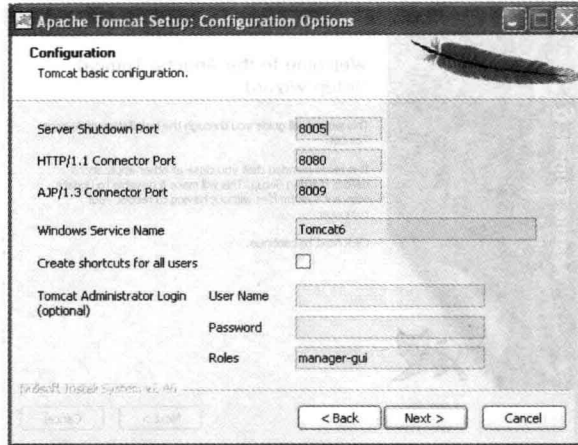 Apache Tomcat Setup: Configuration Options
Configuration
Tomcat basic configuration.
Server Shutdown Port 8005
HTTP/1.1 Connector Port 8080
AJP/1.3 Connector Port 8009
Windows Service Name Tomcat6
Create shortcuts for all users
Tomcat Administrator Login User Name
(optional)
Password
Roles manager-gui
< Back Next > Cancel